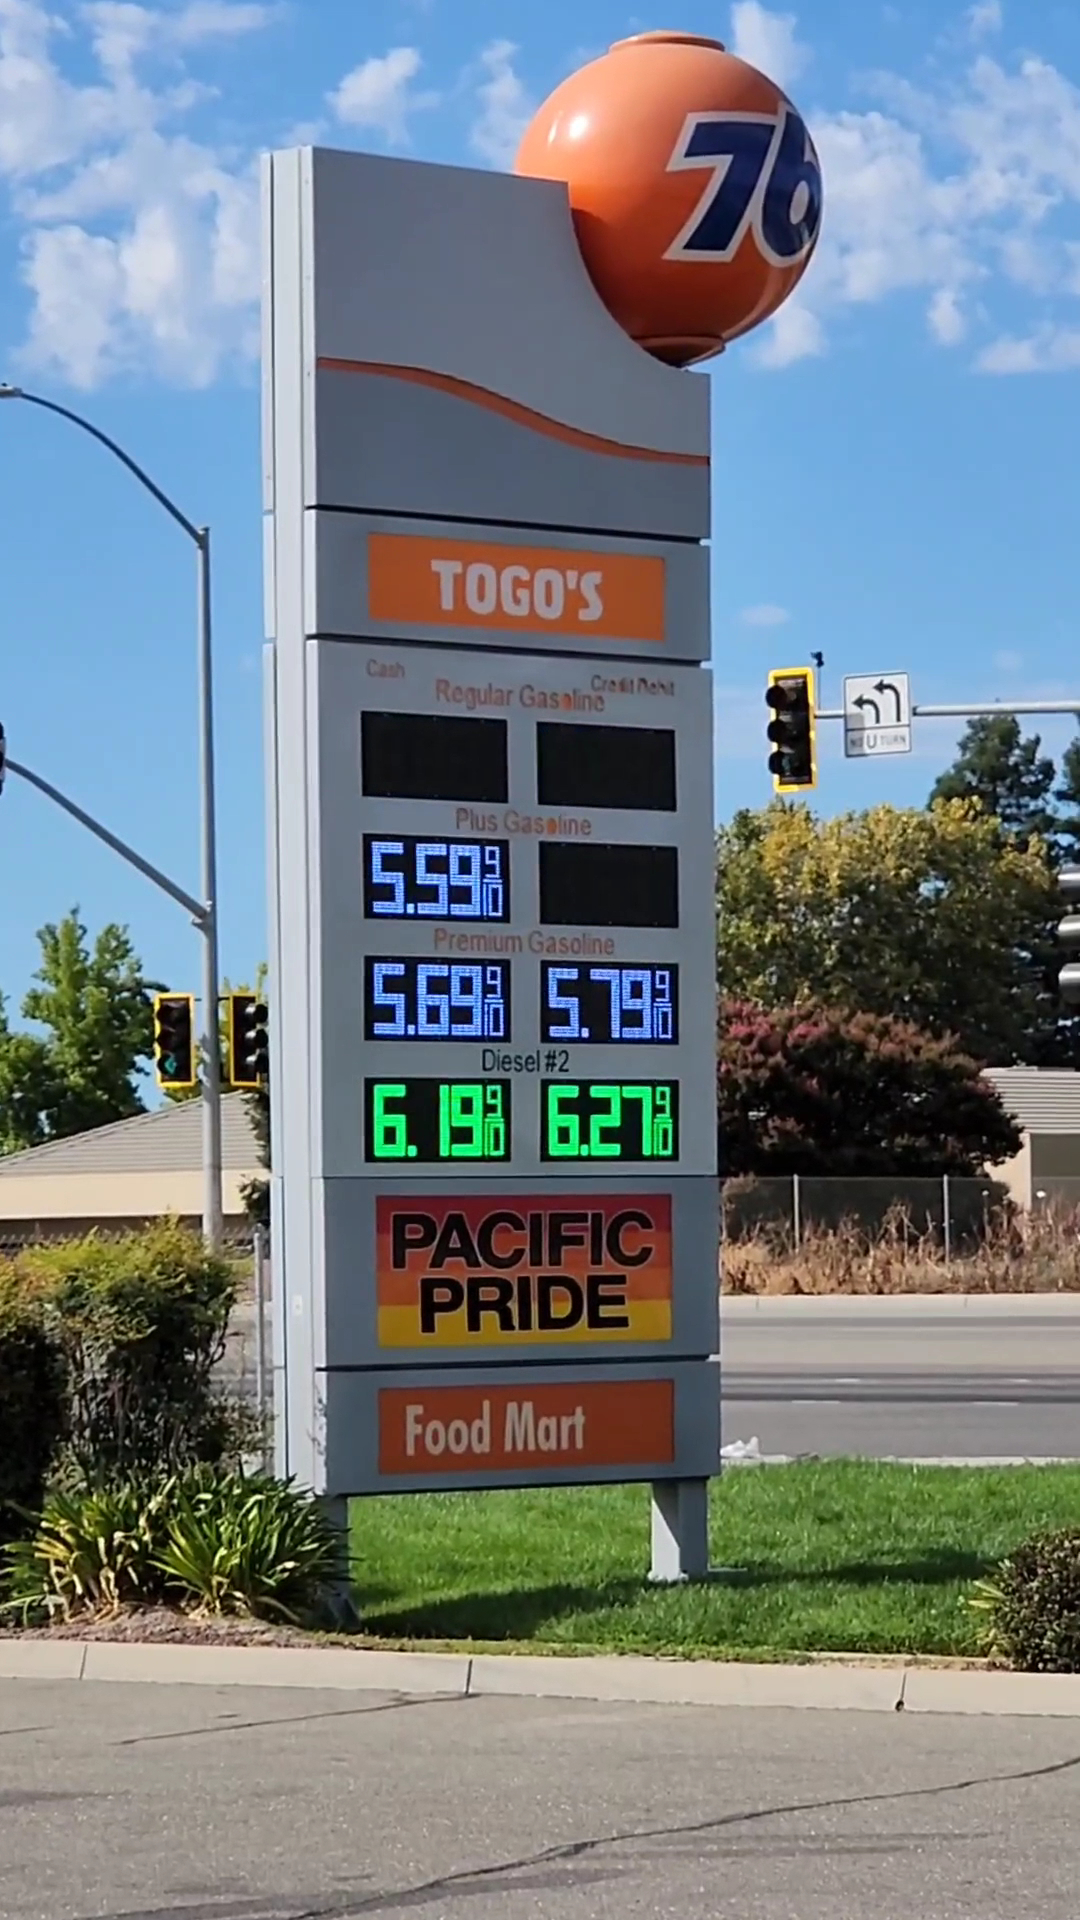 76
TOGO'S
Cash
Credit Debit
Regular Gasoline
Plus Gasoline
5.59 9/10
Premium Gasoline
5.69 9/10 5.79 9/10
Diesel #2
6.19 9/10 6.27 9/10
PACIFIC
PRIDE
Food Mart
NO U TURN